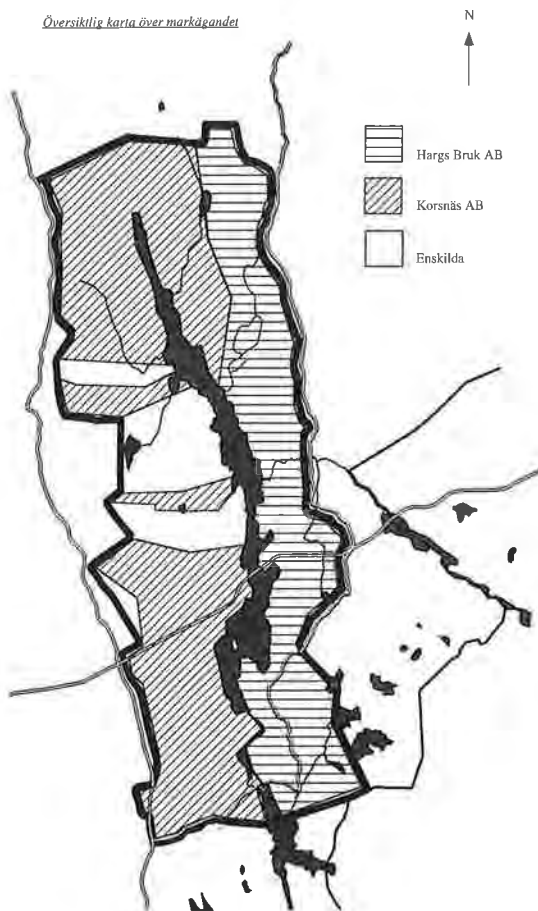 Översiktlig karta över markägandet
N
Hargs Bruk AB
Korsnäs AB
Enskilda